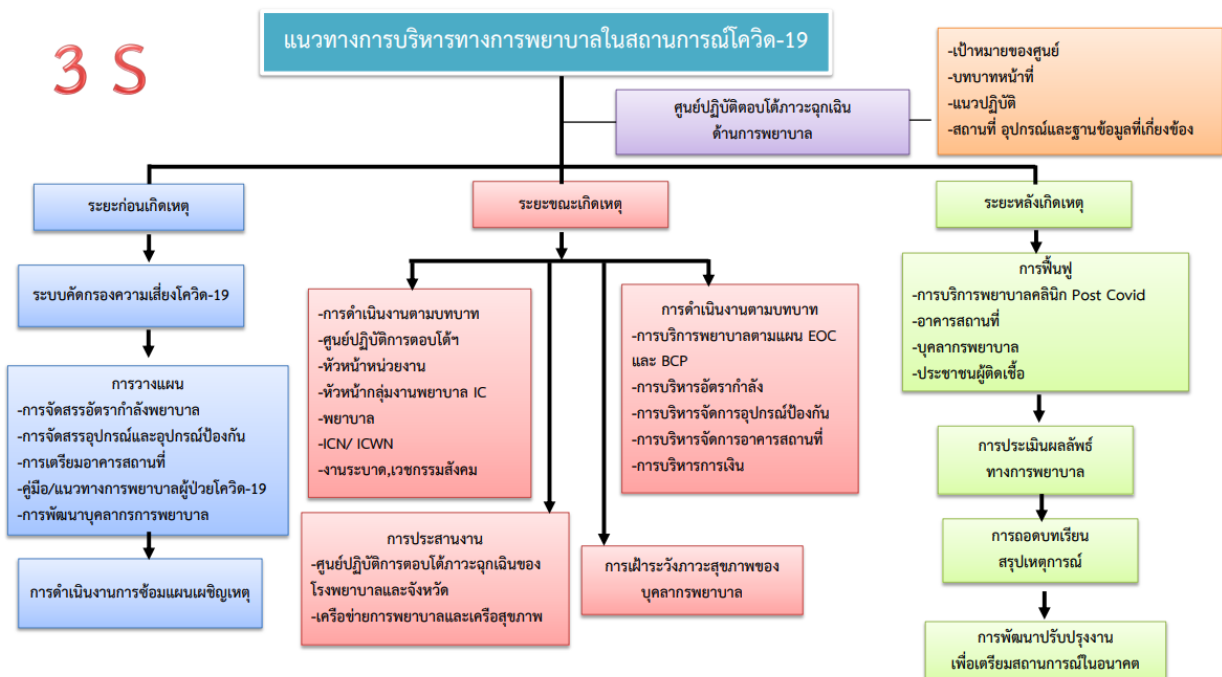 3 S
แนวทางการบริหารทางการพยาบาลในสถานการณ์โควิด-19
ศูนย์ปฏิบัติตอบโต้ภาวะฉุกเฉิน
ด้านการพยาบาล
-เป้าหมายของศูนย์
-บทบาทหน้าที่
-แนวปฏิบัติ
-สถานที่ อุปกรณ์และฐานข้อมูลที่เกี่ยงข้อง
ระยะก่อนเกิดเหตุ
ระบบคัดกรองความเสี่ยงโควิด-19
การวางแผน
-การจัดสรรอัตรากำลังพยาบาล
-การจัดสรรอุปกรณ์และอุปกรณ์ป้องกัน
-การเตรียมอาคารสถานที่
-คู่มือ/แนวทางการพยาบาลผู้ป่วยโควิด-19
-การพัฒนาบุคลากรการพยาบาล
การดำเนินงานการซ้อมแผนเผชิญเหตุ
ระยะขณะเกิดเหตุ
-การดำเนินงานตามบทบาท
-ศูนย์ปฏิบัติการตอบโต้ฯ
-หัวหน้าหน่วยงาน
-หัวหน้ากลุ่มงานพยาบาล IC
-พยาบาล
-ICN/ ICWN
-งานระบาด,เวชกรรมสังคม
การดำเนินงานตามบทบาท
-การบริการพยาบาลตามแผน EOC
และ BCP
-การบริหารอัตรากำลัง
-การบริหารจัดการอุปกรณ์ป้องกัน
-การบริหารจัดการอาคารสถานที่
-การบริหารการเงิน
การประสานงาน
-ศูนย์ปฏิบัติการตอบโต้ภาวะฉุกเฉินของ
โรงพยาบาลและจังหวัด
-เครือข่ายการพยาบาลและเครือสุขภาพ
การเฝ้าระวังภาวะสุขภาพของ
บุคลากรพยาบาล
ระยะหลังเกิดเหตุ
การฟื้นฟู
-การบริการพยาบาลคลินิก Post Covid
-อาคารสถานที่
-บุคลากรพยาบาล
-ประชาชนผู้ติดเชื้อ
การประเมินผลลัพธ์
ทางการพยาบาล
การถอดบทเรียน
สรุปเหตุการณ์
การพัฒนาปรับปรุงงาน
เพื่อเตรียมสถานการณ์ในอนาคต